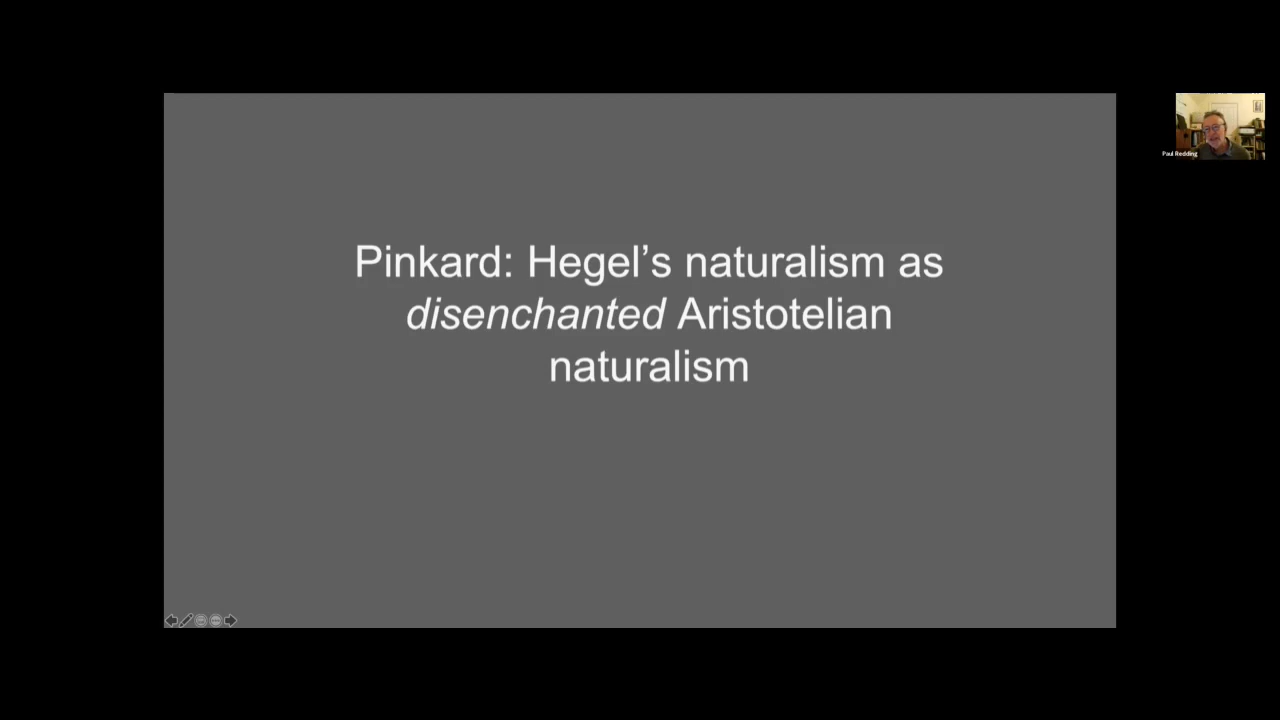 Pinkard: Hegel’s naturalism as
disenchanted Aristotelian
naturalism
Paul Redding